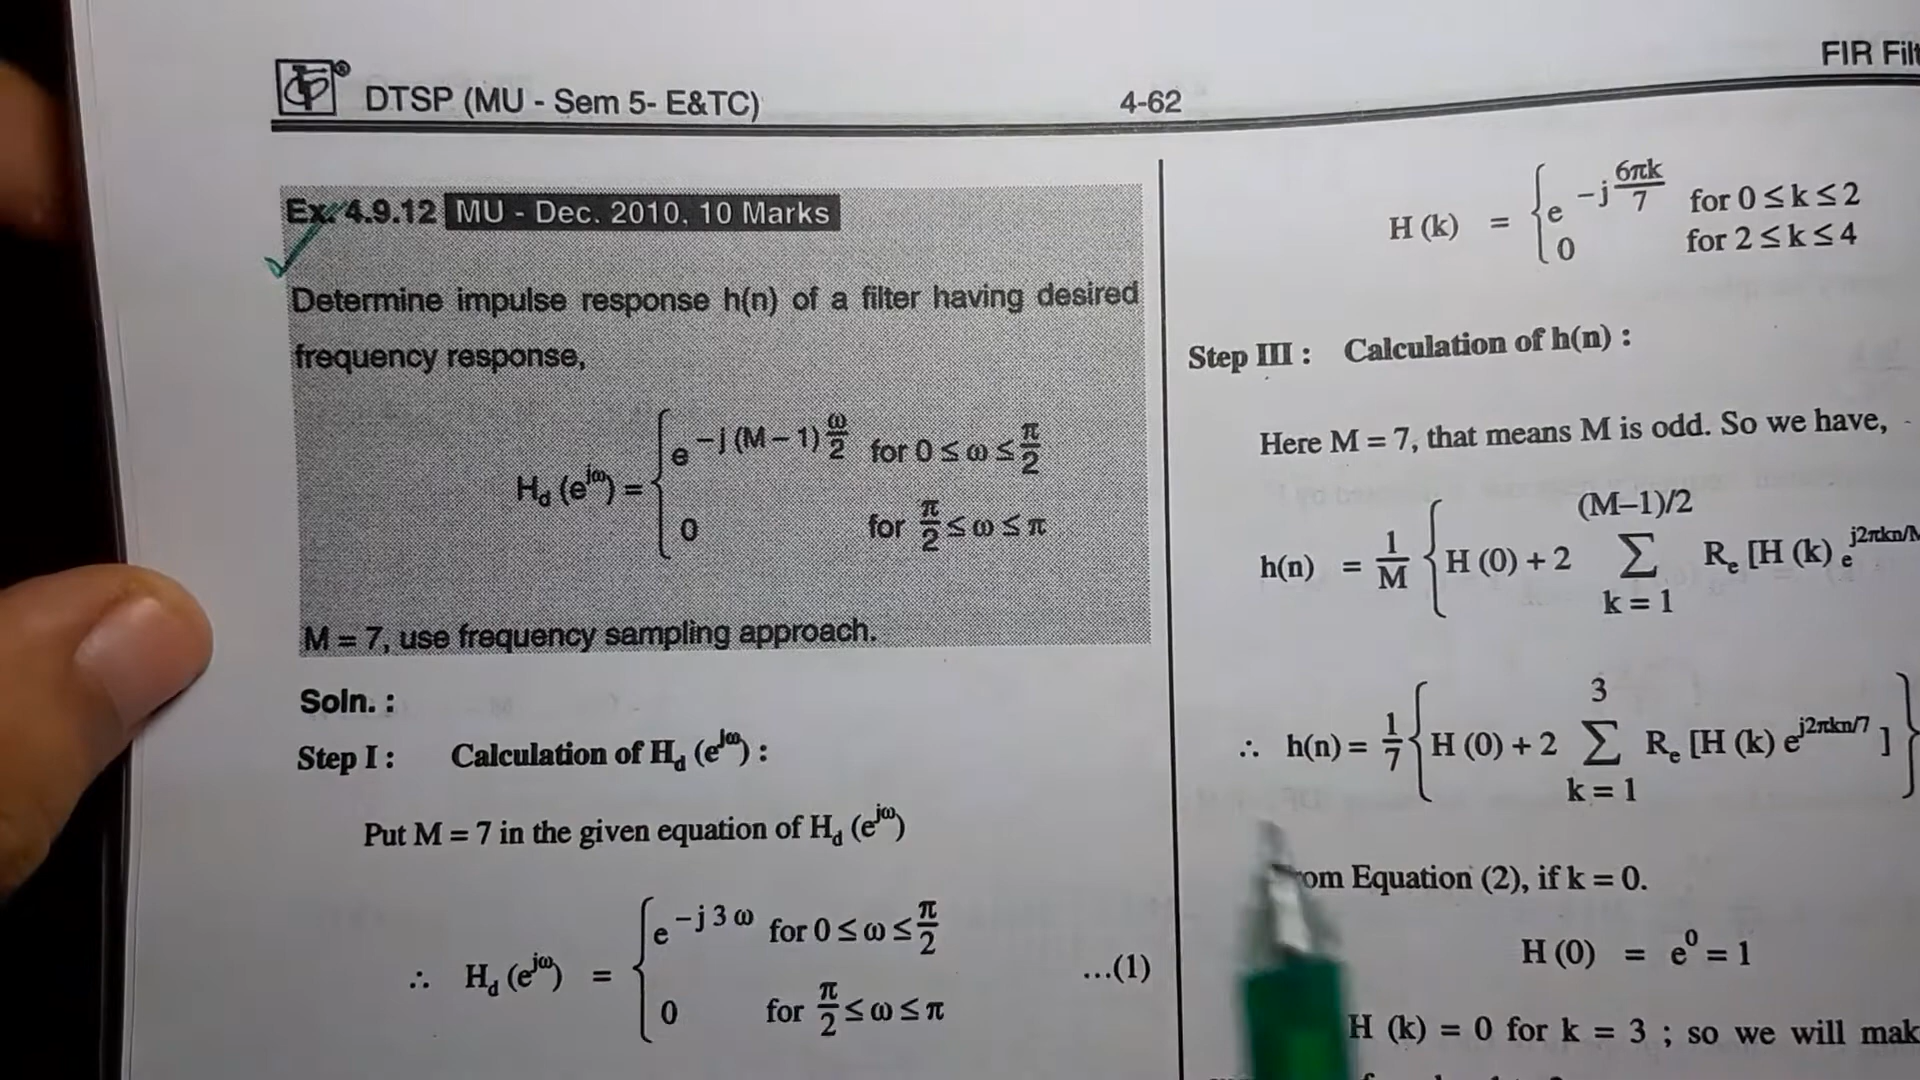 DTSP (MU - Sem 5- E&TC)
4-62
FIR
Ex. 4.9.12 MU - Dec. 2010, 10 Marks
Determine impulse response h(n) of a filter having desired
frequency response,
H_d (e^{jω}) = { e^{-j (M-1) ω/2} for 0 ≤ ω ≤ π/2
0 for π/2 ≤ ω ≤ π
M = 7, use frequency sampling approach.
Soln. :
Step I : Calculation of H_d (e^{jω}) :
Put M = 7 in the given equation of H_d (e^{jω})
∴ H_d (e^{jω}) = { e^{-j 3 ω} for 0 ≤ ω ≤ π/2
0 for π/2 ≤ ω ≤ π ...(1)
H (k) = { e^{-j 6πk/7} for 0 ≤ k ≤ 2
0 for 2 ≤ k ≤ 4
Step III : Calculation of h(n) :
Here M = 7, that means M is odd. So we have,
h(n) = 1/M { H (0) + 2 Σ_{k = 1}^{(M–1)/2} R_e [H (k) e^{j2πkn/M}
∴ h(n) = 1/7 { H (0) + 2 Σ_{k = 1}^{3} R_e [H (k) e^{j2πkn/7} ] }
Equation (2), if k = 0.
H (0) = e^0 = 1
H (k) = 0 for k = 3 ; so we will